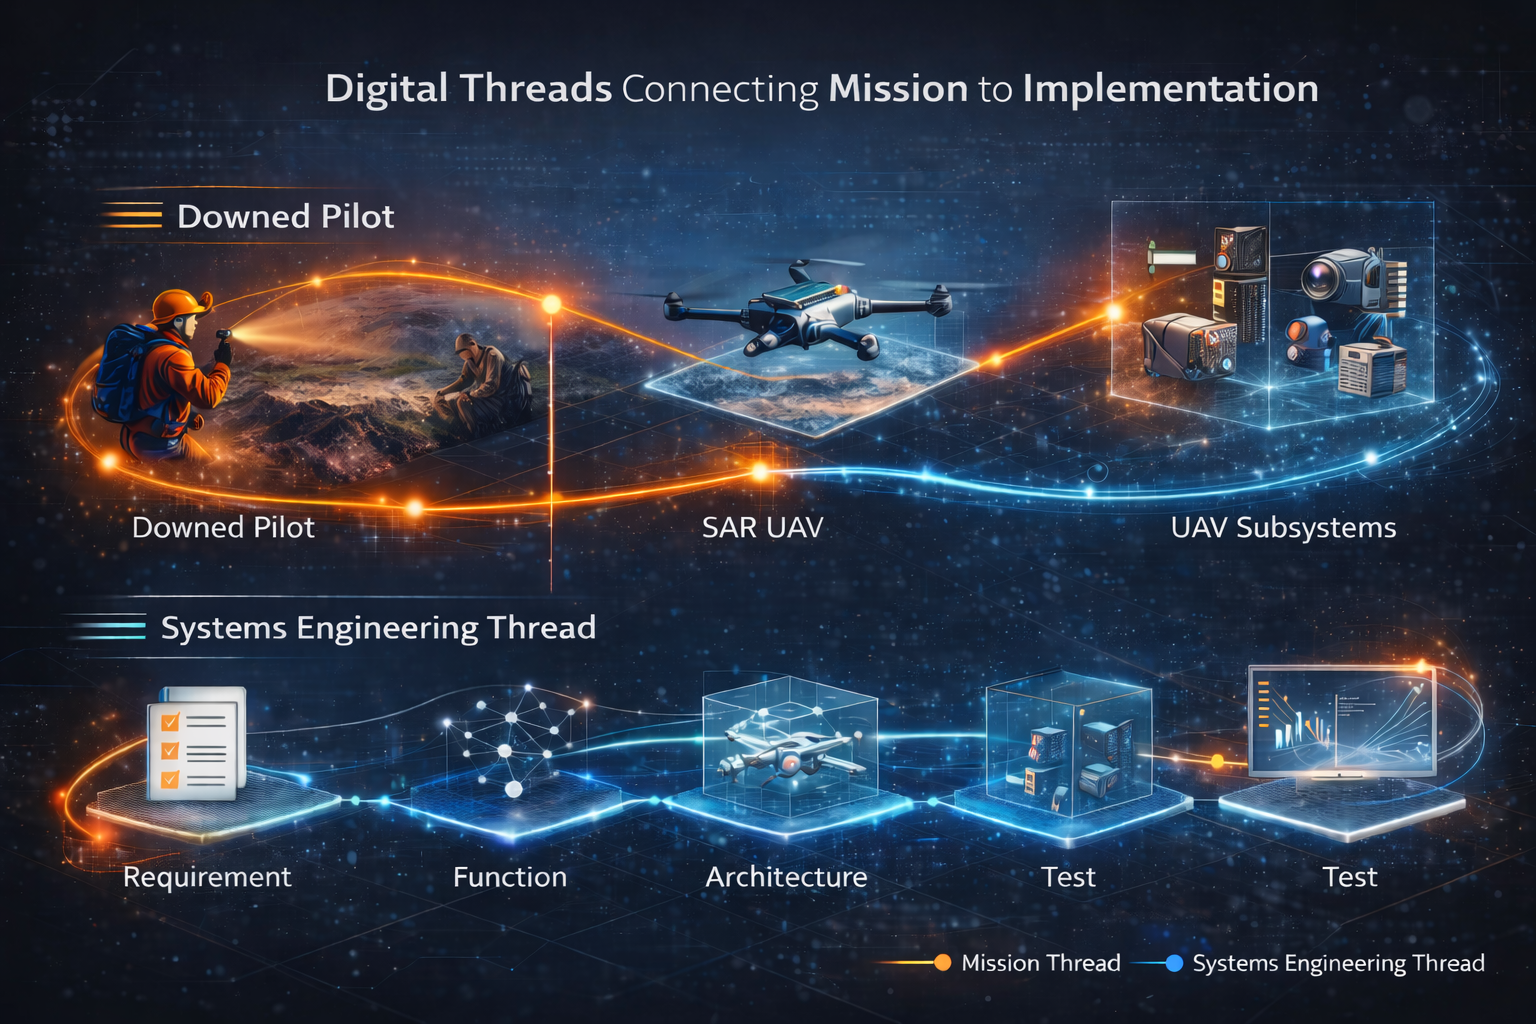 Digital Threads Connecting Mission to Implementation
Downed Pilot
Downed Pilot
SAR UAV
UAV Subsystems
Systems Engineering Thread
Requirement
Function
Architecture
Test
Test
Mission Thread
Systems Engineering Thread